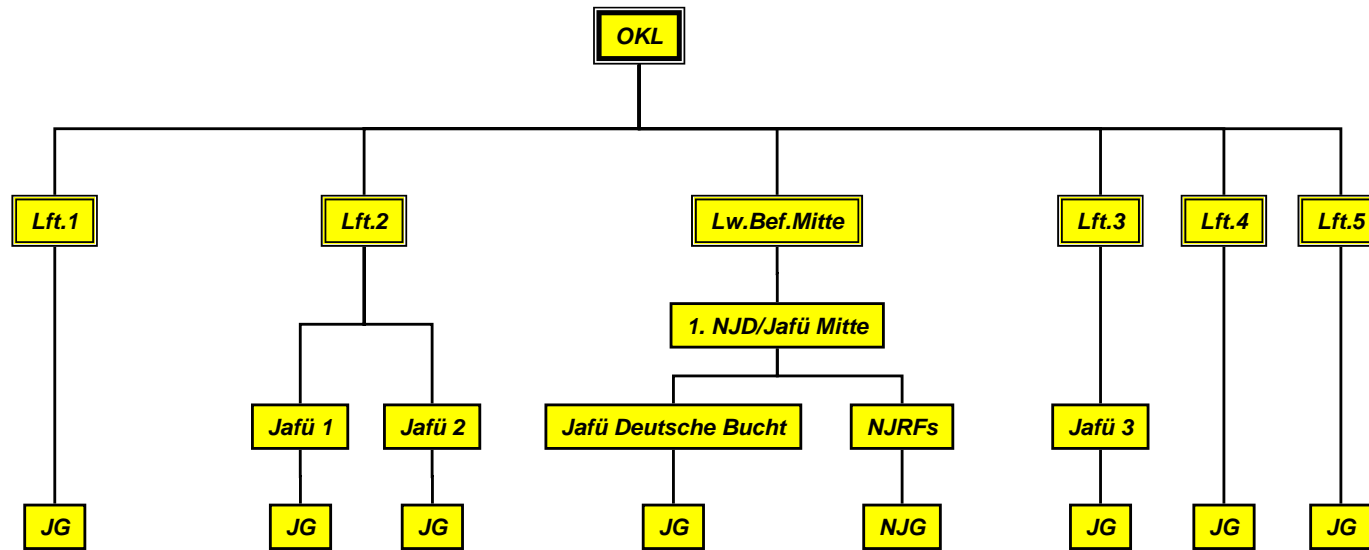 OKL
Lft.1
Lft.2
Lw.Bef.Mitte
Lft.3
Lft.4
Lft.5
1. NJD/Jafü Mitte
Jafü 1
Jafü 2
Jafü Deutsche Bucht
NJRFs
Jafü 3
JG
JG
JG
JG
NJG
JG
JG
JG